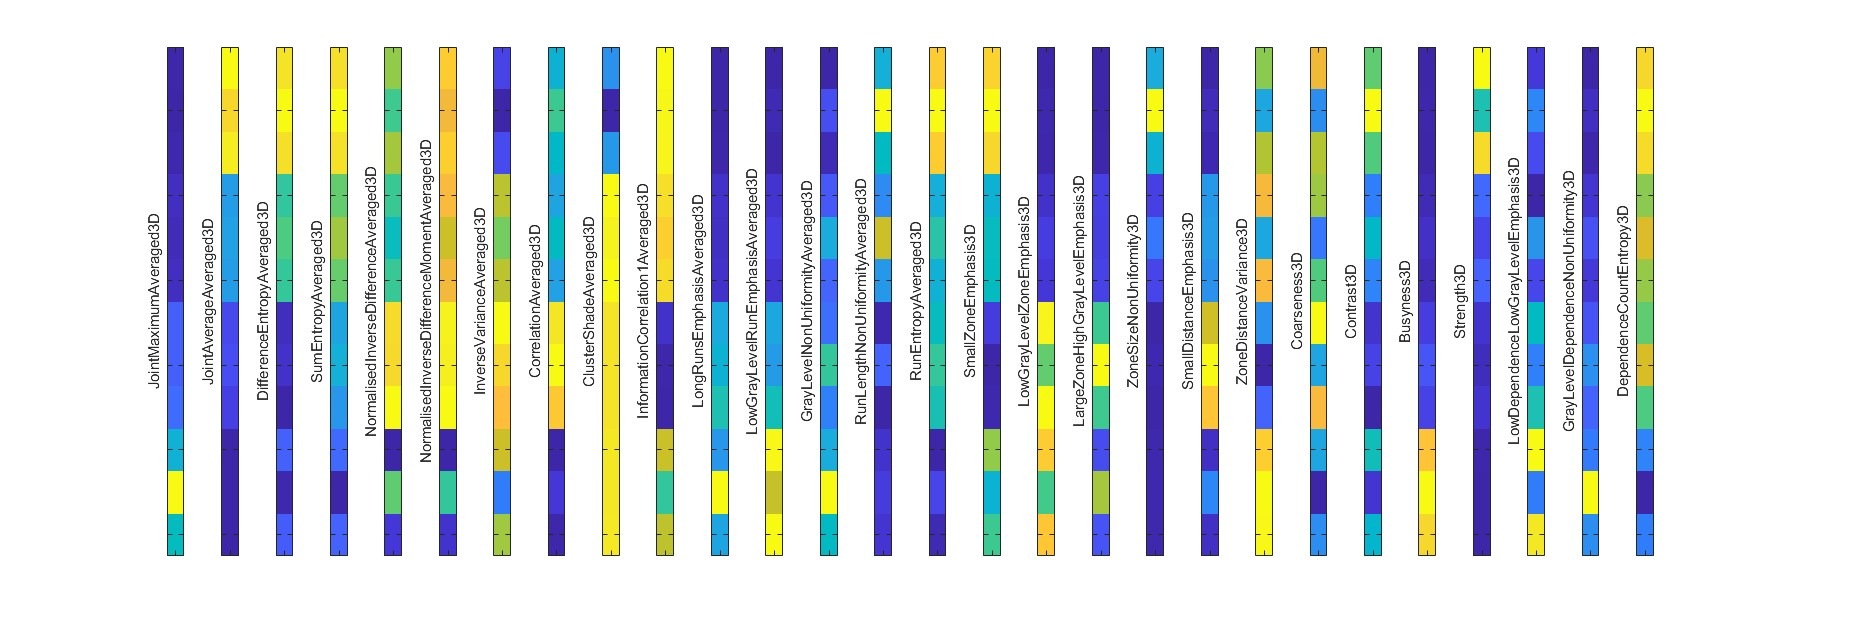 JointMaximumAveraged3D
JointAverageAveraged3D
DifferenceEntropyAveraged3D
SumEntropyAveraged3D
NormalisedInverseDifferenceAveraged3D
NormalisedInverseDifferenceMomentAveraged3D
InverseVarianceAveraged3D
CorrelationAveraged3D
ClusterShadeAveraged3D
InformationCorrelation1Averaged3D
LongRunsEmphasisAveraged3D
LowGrayLevelRunEmphasisAveraged3D
GrayLevelNonUniformityAveraged3D
RunLengthNonUniformityAveraged3D
RunEntropyAveraged3D
SmallZoneEmphasis3D
LowGrayLevelZoneEmphasis3D
LargeZoneHighGrayLevelEmphasis3D
ZoneSizeNonUniformity3D
SmallDistanceEmphasis3D
ZoneDistanceVariance3D
Coarseness3D
Contrast3D
Busyness3D
Strength3D
LowDependenceLowGrayLevelEmphasis3D
GrayLevelDependenceNonUniformity3D
DependenceCountEntropy3D